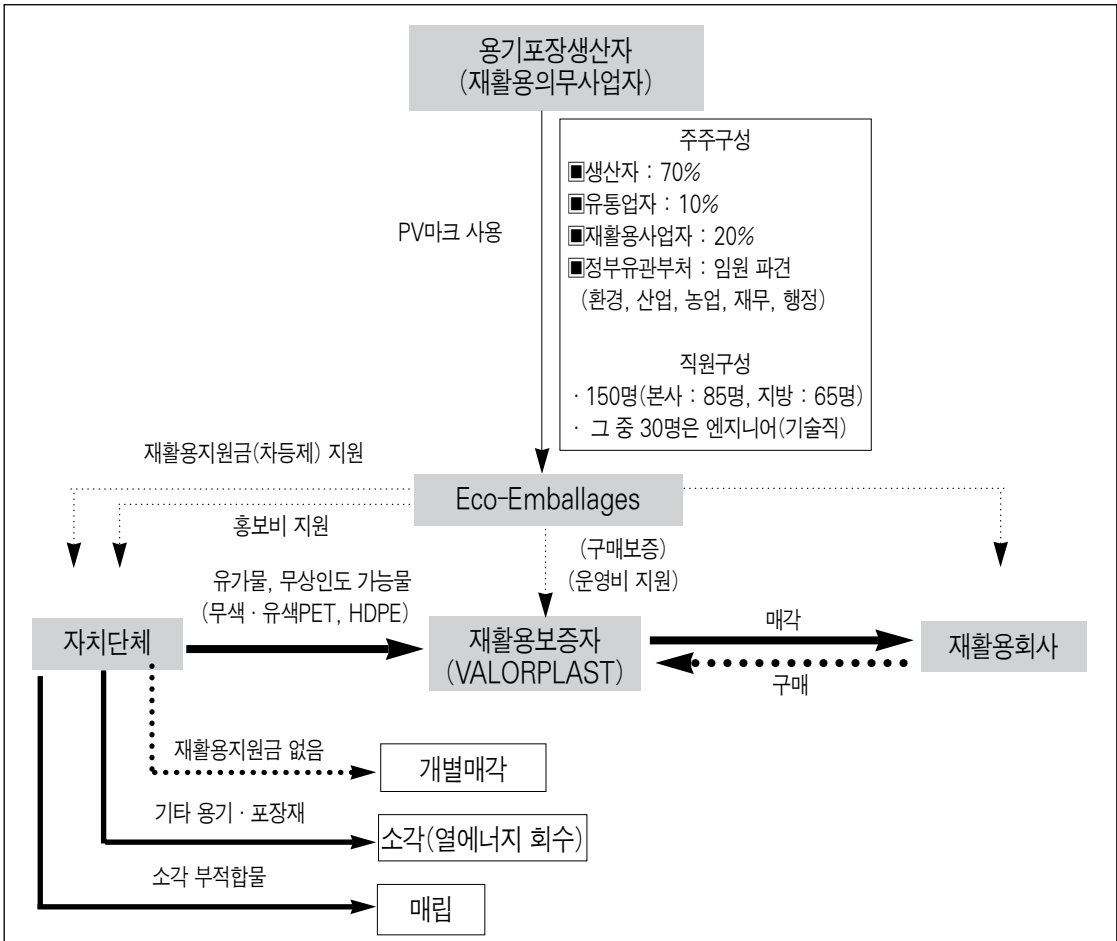 용기포장생산자
(재활용의무사업자)
주주구성
▣생산자 : 70%
▣유통업자 : 10%
▣재활용사업자 : 20%
▣정부유관부처 : 임원 파견
(환경, 산업, 농업, 재무, 행정)
직원구성
· 150명(본사 : 85명, 지방 : 65명)
· 그 중 30명은 엔지니어(기술직)
PV마크 사용
재활용지원금(차등제) 지원
Eco-Emballages
홍보비 지원
(구매보증)
(운영비 지원)
유가물, 무상인도 가능물
(무색 · 유색PET, HDPE)
자치단체
재활용보증자
(VALORPLAST)
매각
구매
재활용회사
재활용지원금 없음
개별매각
기타 용기 · 포장재
소각(열에너지 회수)
소각 부적합물
매립